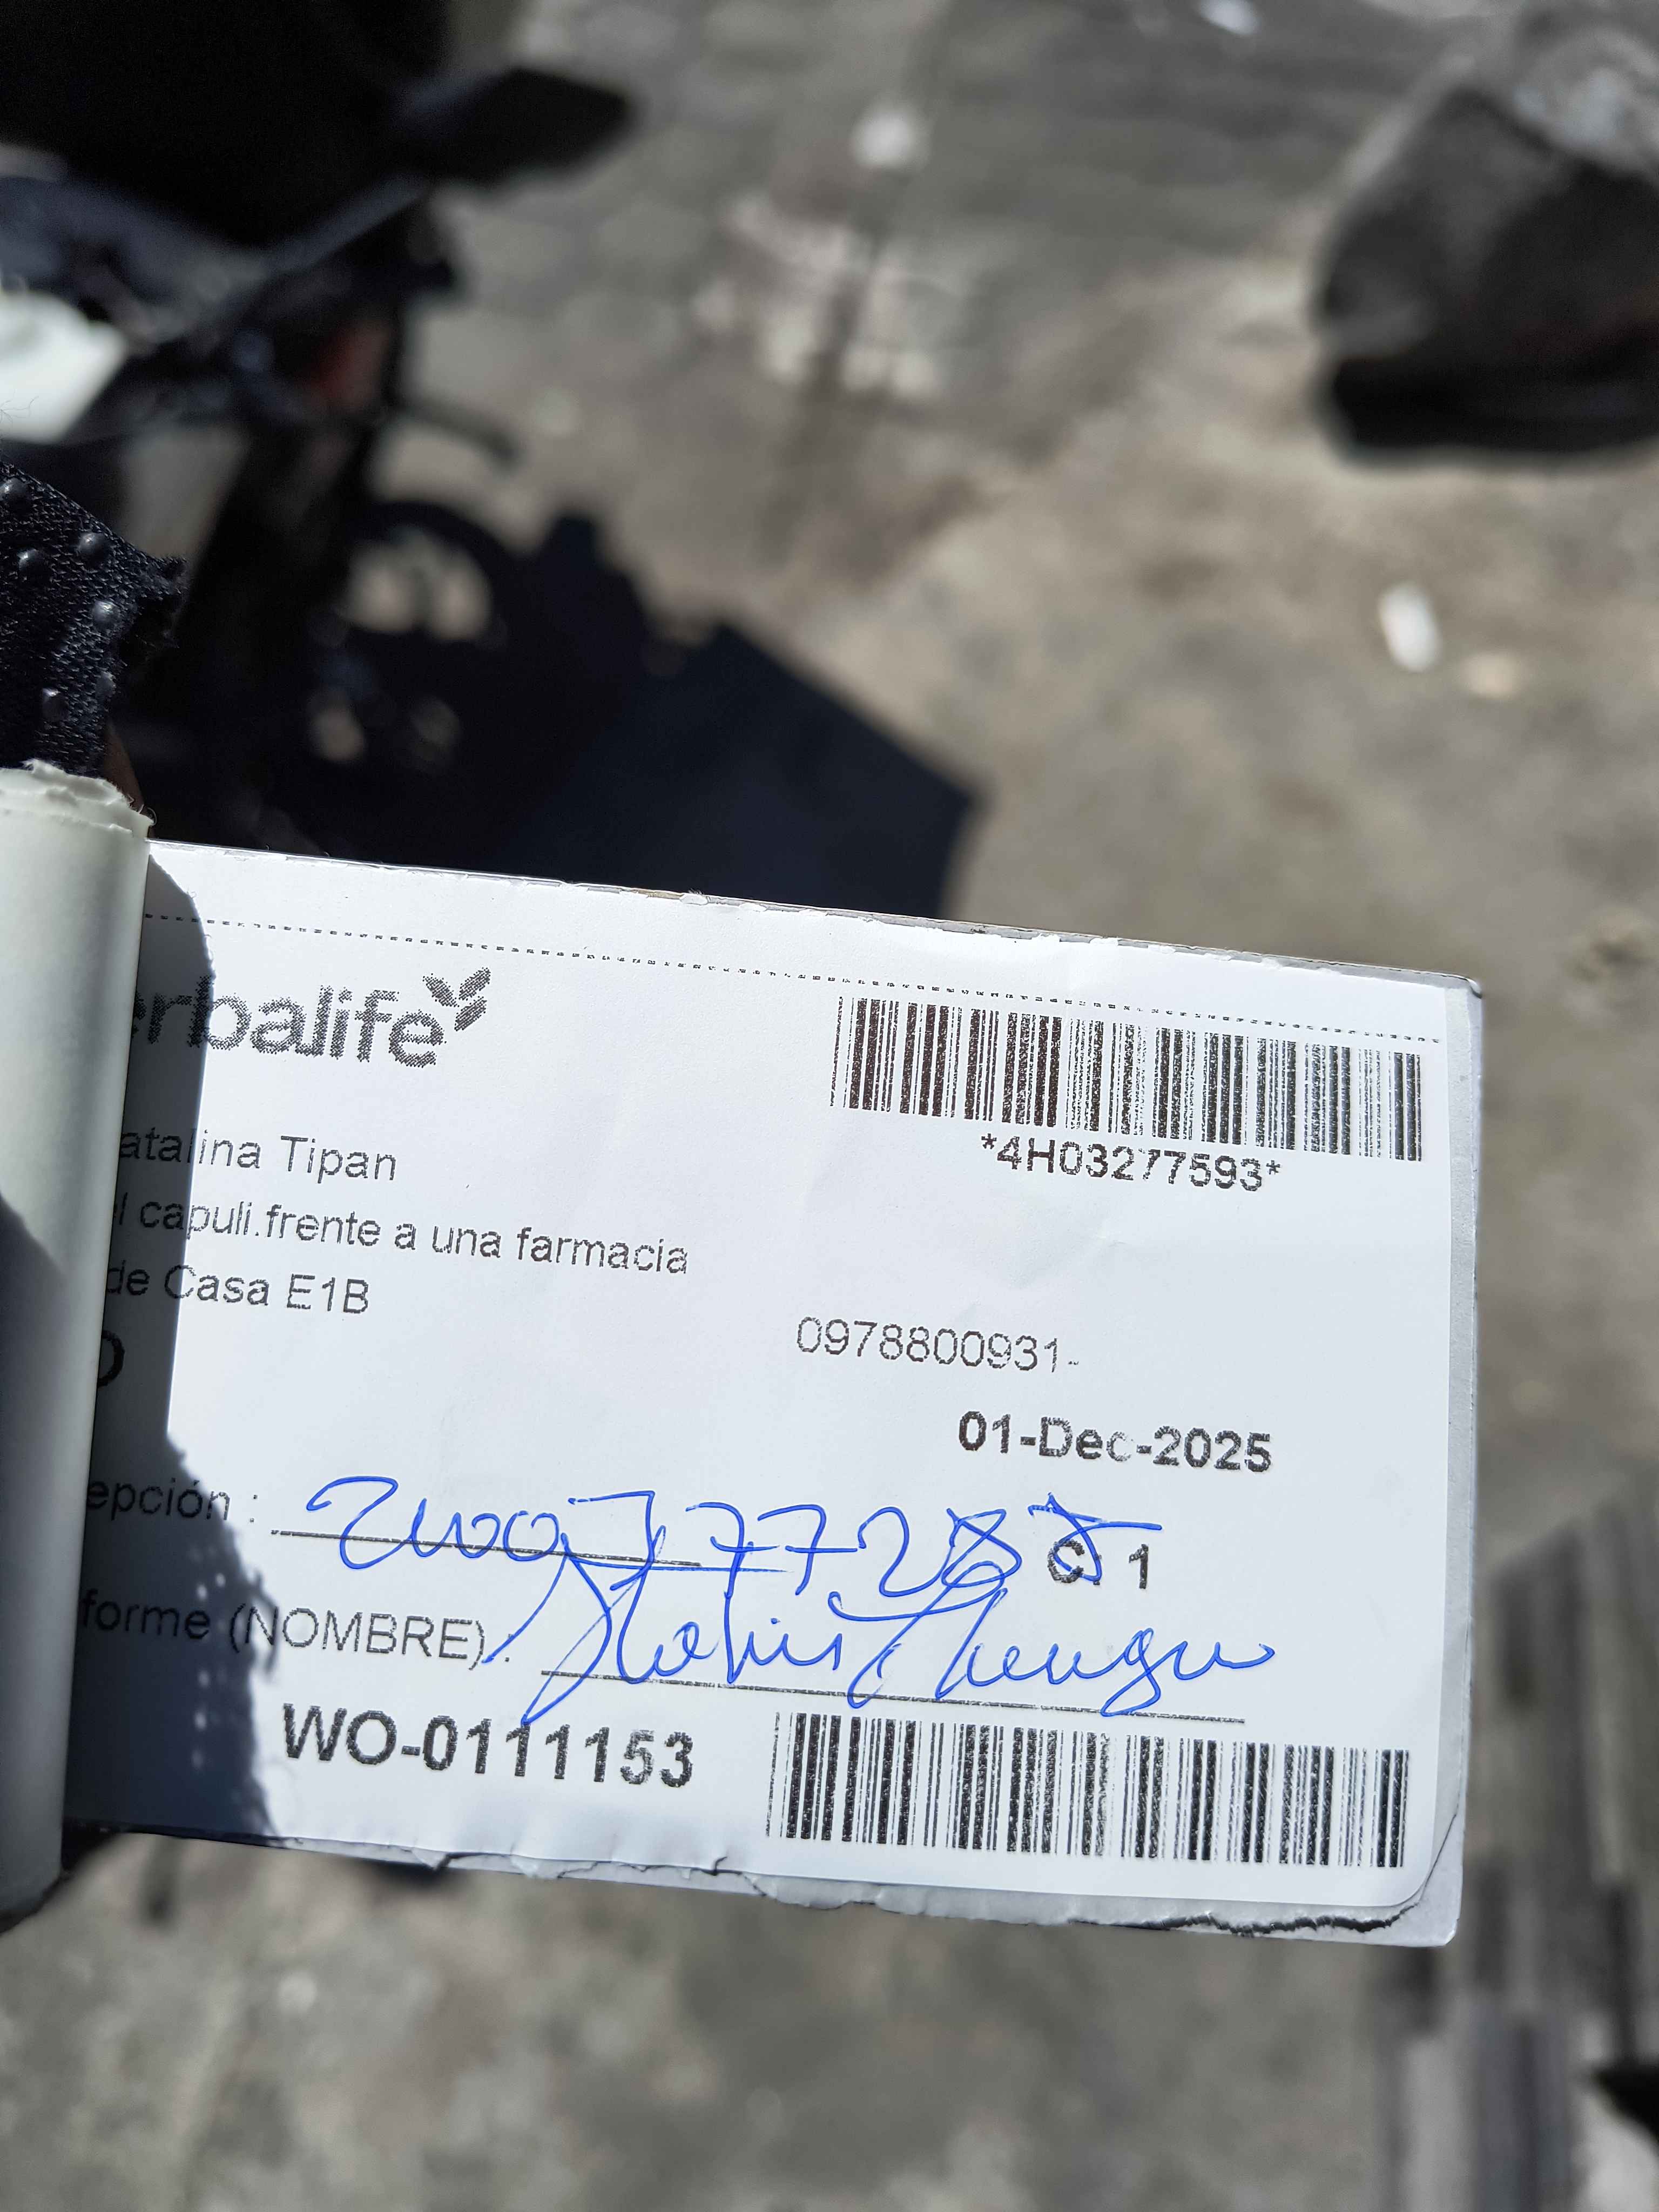 erbalife
*4H03277593*
atalina Tipan
l capuli.frente a una farmacia
de Casa E1B
0978800931-
01-Dec-2025
epción :
C. 1
forme (NOMBRE) :
WO-0111153